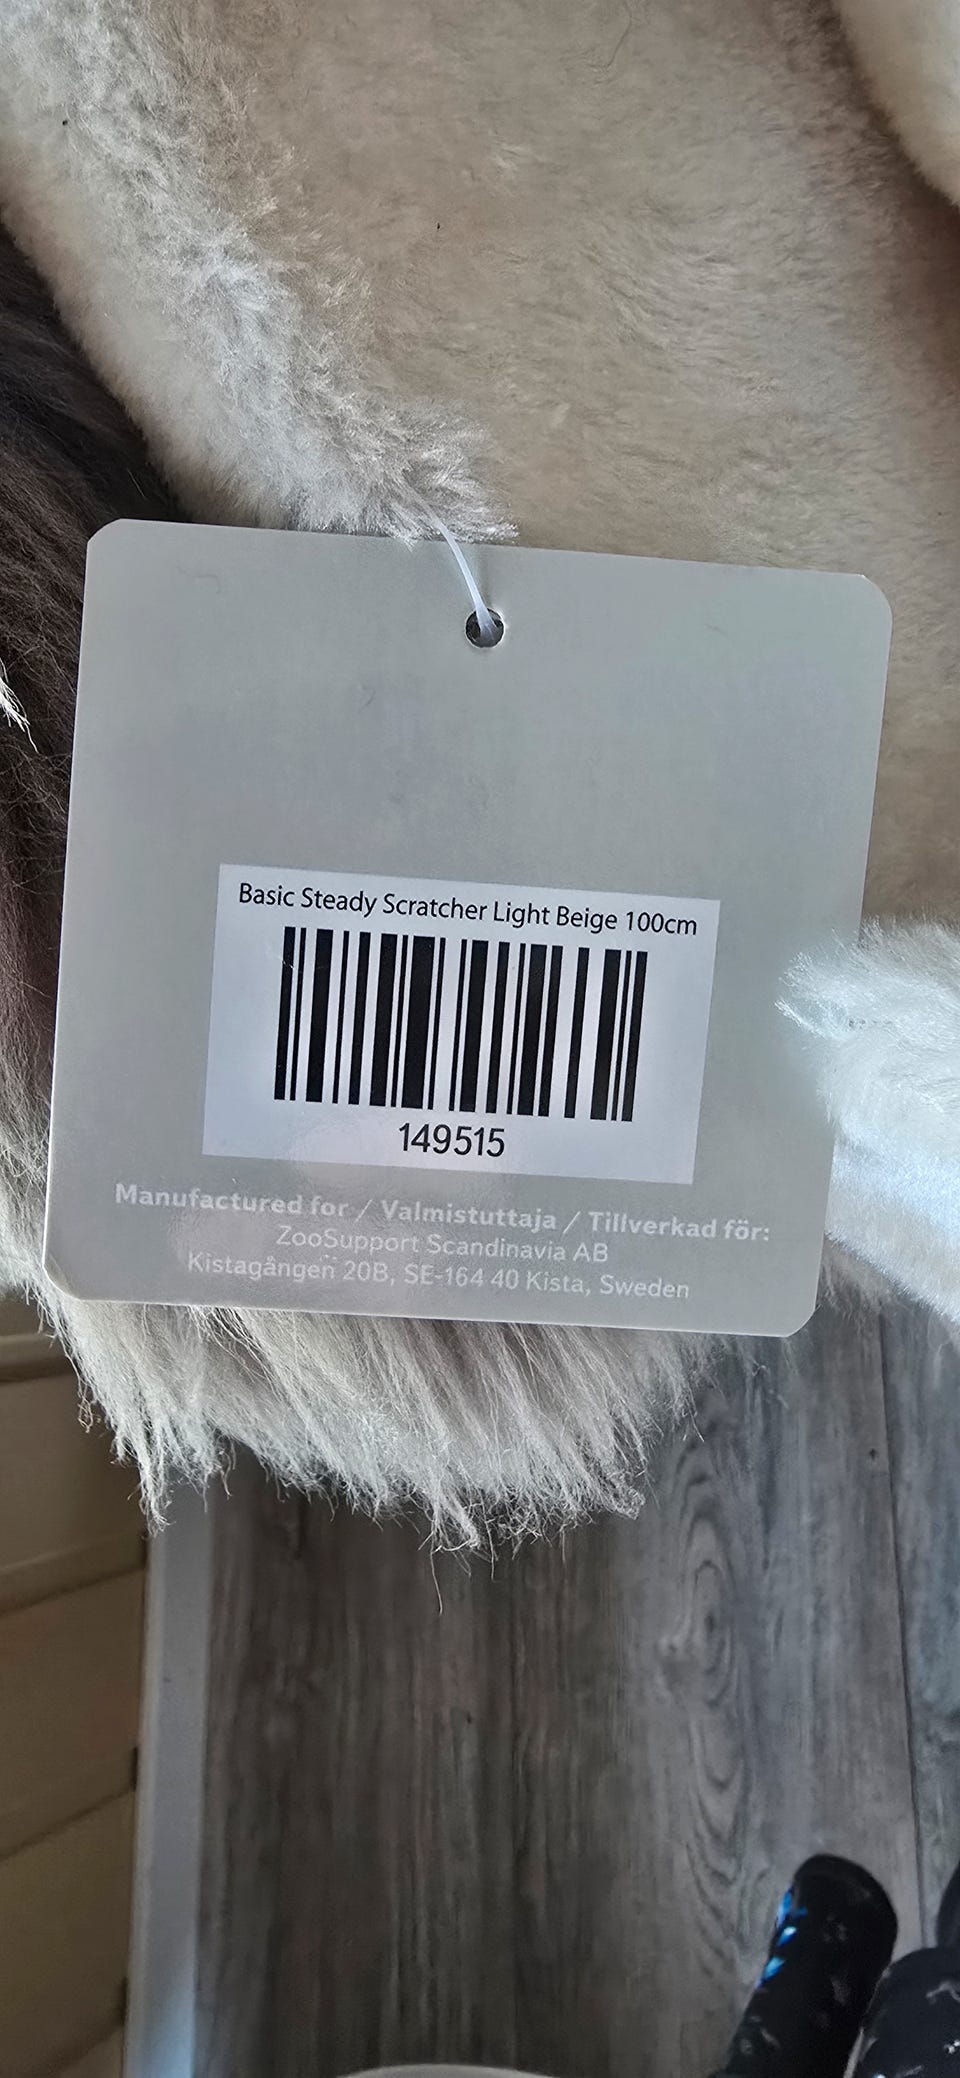 Basic Steady Scratcher Light Beige 100cm
149515
Manufactured for / Valmistuttaja / Tillverkad för:
ZooSupport Scandinavia AB
Kistagången 20B, SE-164 40 Kista, Sweden